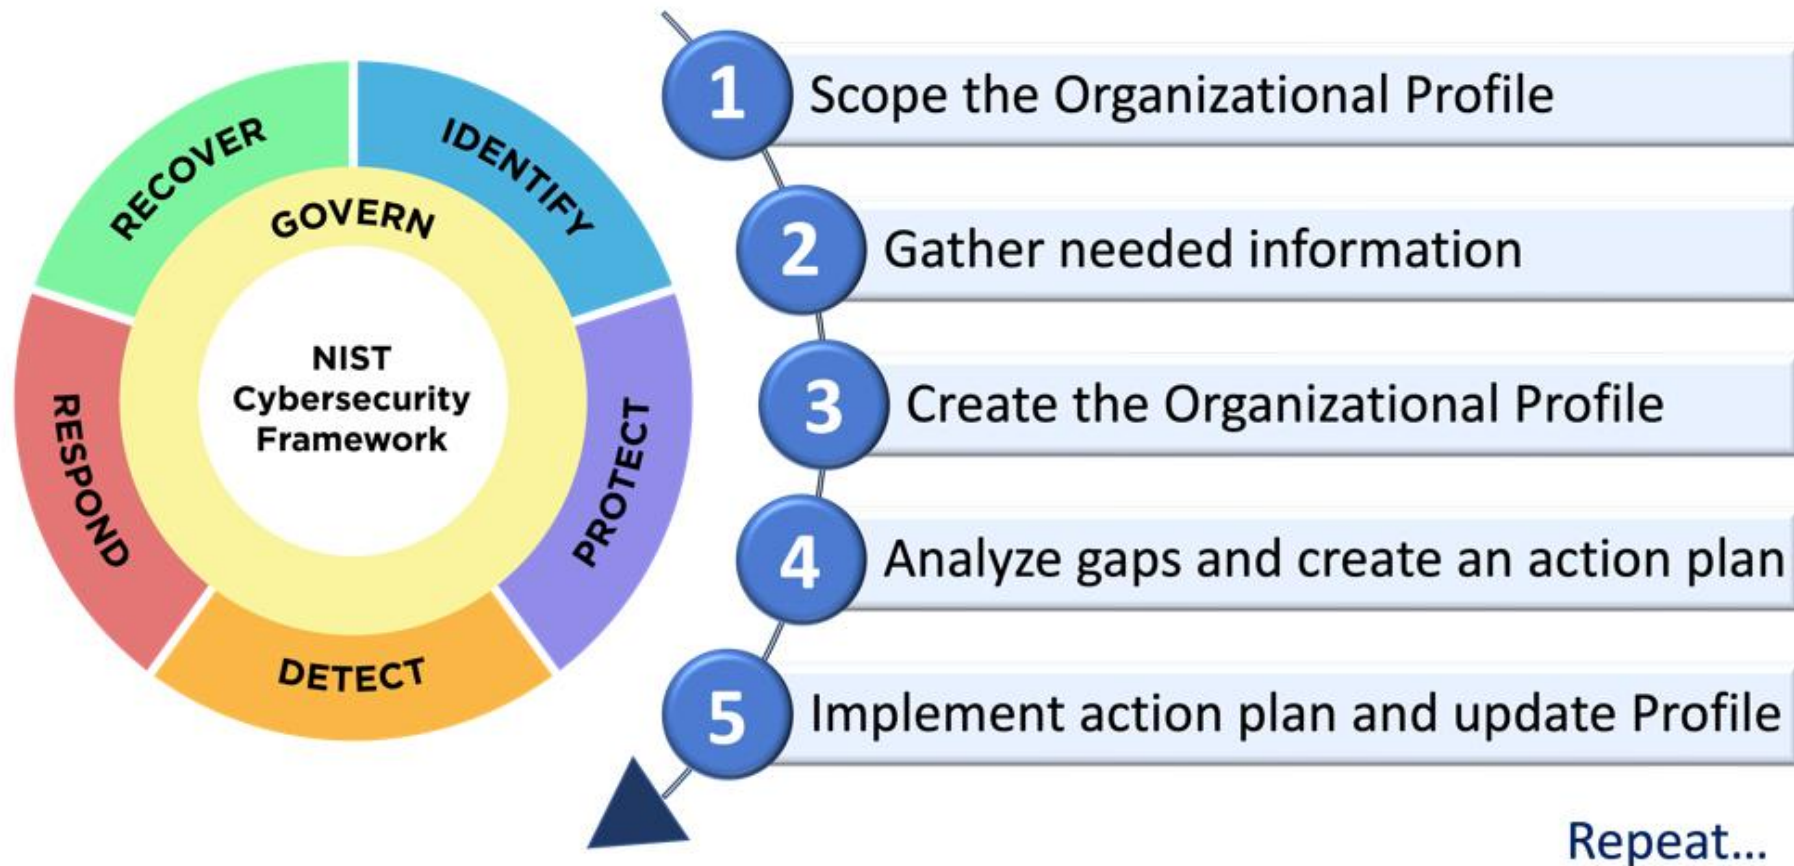 RECOVER
IDENTIFY
GOVERN
NIST
Cybersecurity
Framework
RESPOND
PROTECT
DETECT
1 Scope the Organizational Profile
2 Gather needed information
3 Create the Organizational Profile
4 Analyze gaps and create an action plan
5 Implement action plan and update Profile
Repeat...